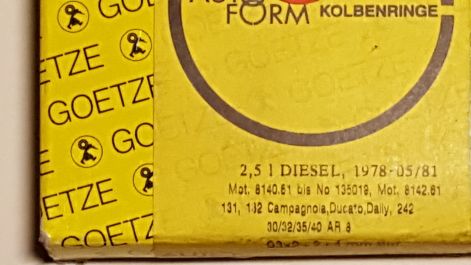 GOETZE
AUTO
FORM KOLBENRINGE
GOETZE
GOETZE
GOETZE
2,5 l DIESEL, 1978-05/81
Mot. 8140.61 bis No 135019, Mot. 8142.61
131, 132 Campagnola, Ducato, Daily, 242
30/32/35/40 AR 8